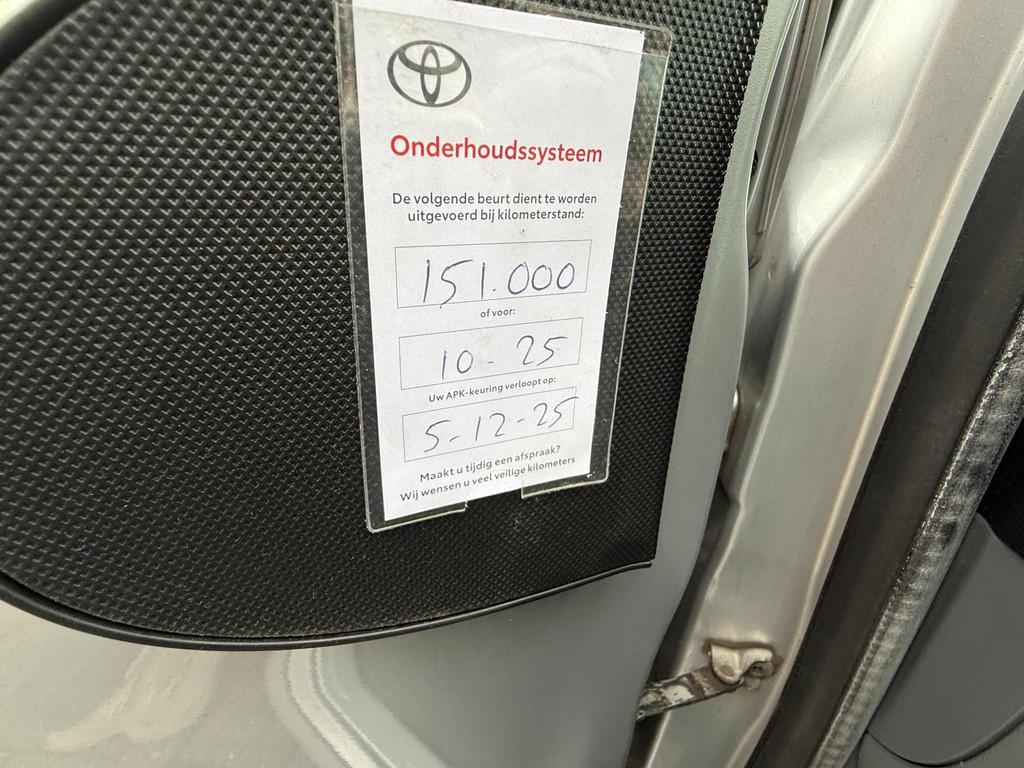 Onderhoudssysteem
De volgende beurt dient te worden
uitgevoerd bij kilometerstand:
151.000
of voor:
10-25
Uw APK-keuring verloopt op:
5-12-25
Maakt u tijdig een afspraak?
Wij wensen u veel veilige kilometers